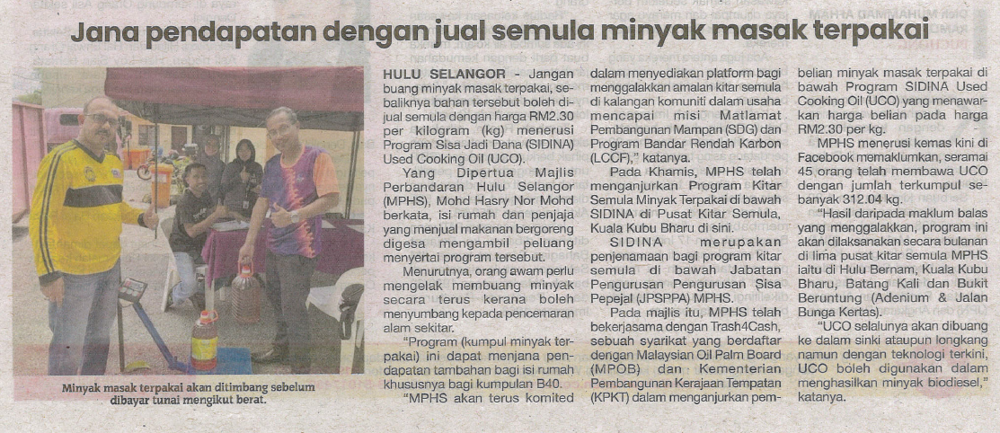 Jana pendapatan dengan jual semula minyak masak terpakai
Minyak masak terpakai akan ditimbang sebelum
dibayar tunai mengikut berat.
HULU SELANGOR - Jangan
buang minyak masak terpakai, se-
baliknya bahan tersebut boleh di-
jual semula dengan harga RM2.30
per kilogram (kg) menerusi
Program Sisa Jadi Dana (SIDINA)
Used Cooking Oil (UCO).
Yang Dipertua Majlis
Perbandaran Hulu Selangor
(MPHS), Mohd Hasry Nor Mohd
berkata, isi rumah dan penjaja
yang menjual makanan bergoreng
digesa mengambil peluang
menyertai program tersebut.
Menurutnya, orang awam perlu
mengelak membuang minyak
secara terus kerana boleh
menyumbang kepada pencemaran
alam sekitar.
"Program (kumpul minyak ter-
pakai) ini dapat menjana pen-
dapatan tambahan bagi isi rumah
khususnya bagi kumpulan B40.
"MPHS akan terus komited
dalam menyediakan platform bagi
menggalakkan amalan kitar semula
di kalangan komuniti dalam usaha
mencapai misi Matlamat
Pembangunan Mampan (SDG) dan
Program Bandar Rendah Karbon
(LCCF)," katanya.
Pada Khamis, MPHS telah
menganjurkan Program Kitar
Semula Minyak Terpakai di bawah
SIDINA di Pusat Kitar Semula,
Kuala Kubu Bharu di sini.
SIDINA merupakan
penjenamaan bagi program kitar
semula di bawah Jabatan
Pengurusan Pengurusan Sisa
Pepejal (JPSPPA) MPHS.
Pada majlis itu, MPHS telah
bekerjasama dengan Trash4Cash,
sebuah syarikat yang berdaftar
dengan Malaysian Oil Palm Board
(MPOB) dan Kementerian
Pembangunan Kerajaan Tempatan
(KPKT) dalam menganjurkan pem-
belian minyak masak terpakai di
bawah Program SIDINA Used
Cooking Oil (UCO) yang menawar-
kan harga belian pada harga
RM2.30 per kg.
MPHS menerusi kemas kini di
Facebook memaklumkan, seramai
45 orang telah membawa UCO
dengan jumlah terkumpul se-
banyak 312.04 kg.
"Hasil daripada maklum balas
yang menggalakkan, program ini
akan dilaksanakan secara bulanan
di lima pusat kitar semula MPHS
iaitu di Hulu Bernam, Kuala Kubu
Bharu, Batang Kali dan Bukit
Beruntung (Adenium & Jalan
Bunga Kertas).
"UCO selalunya akan dibuang
ke dalam sinki ataupun longkang
namun dengan teknologi terkini,
UCO boleh digunakan dalam
menghasilkan minyak biodiesel,"
katanya.